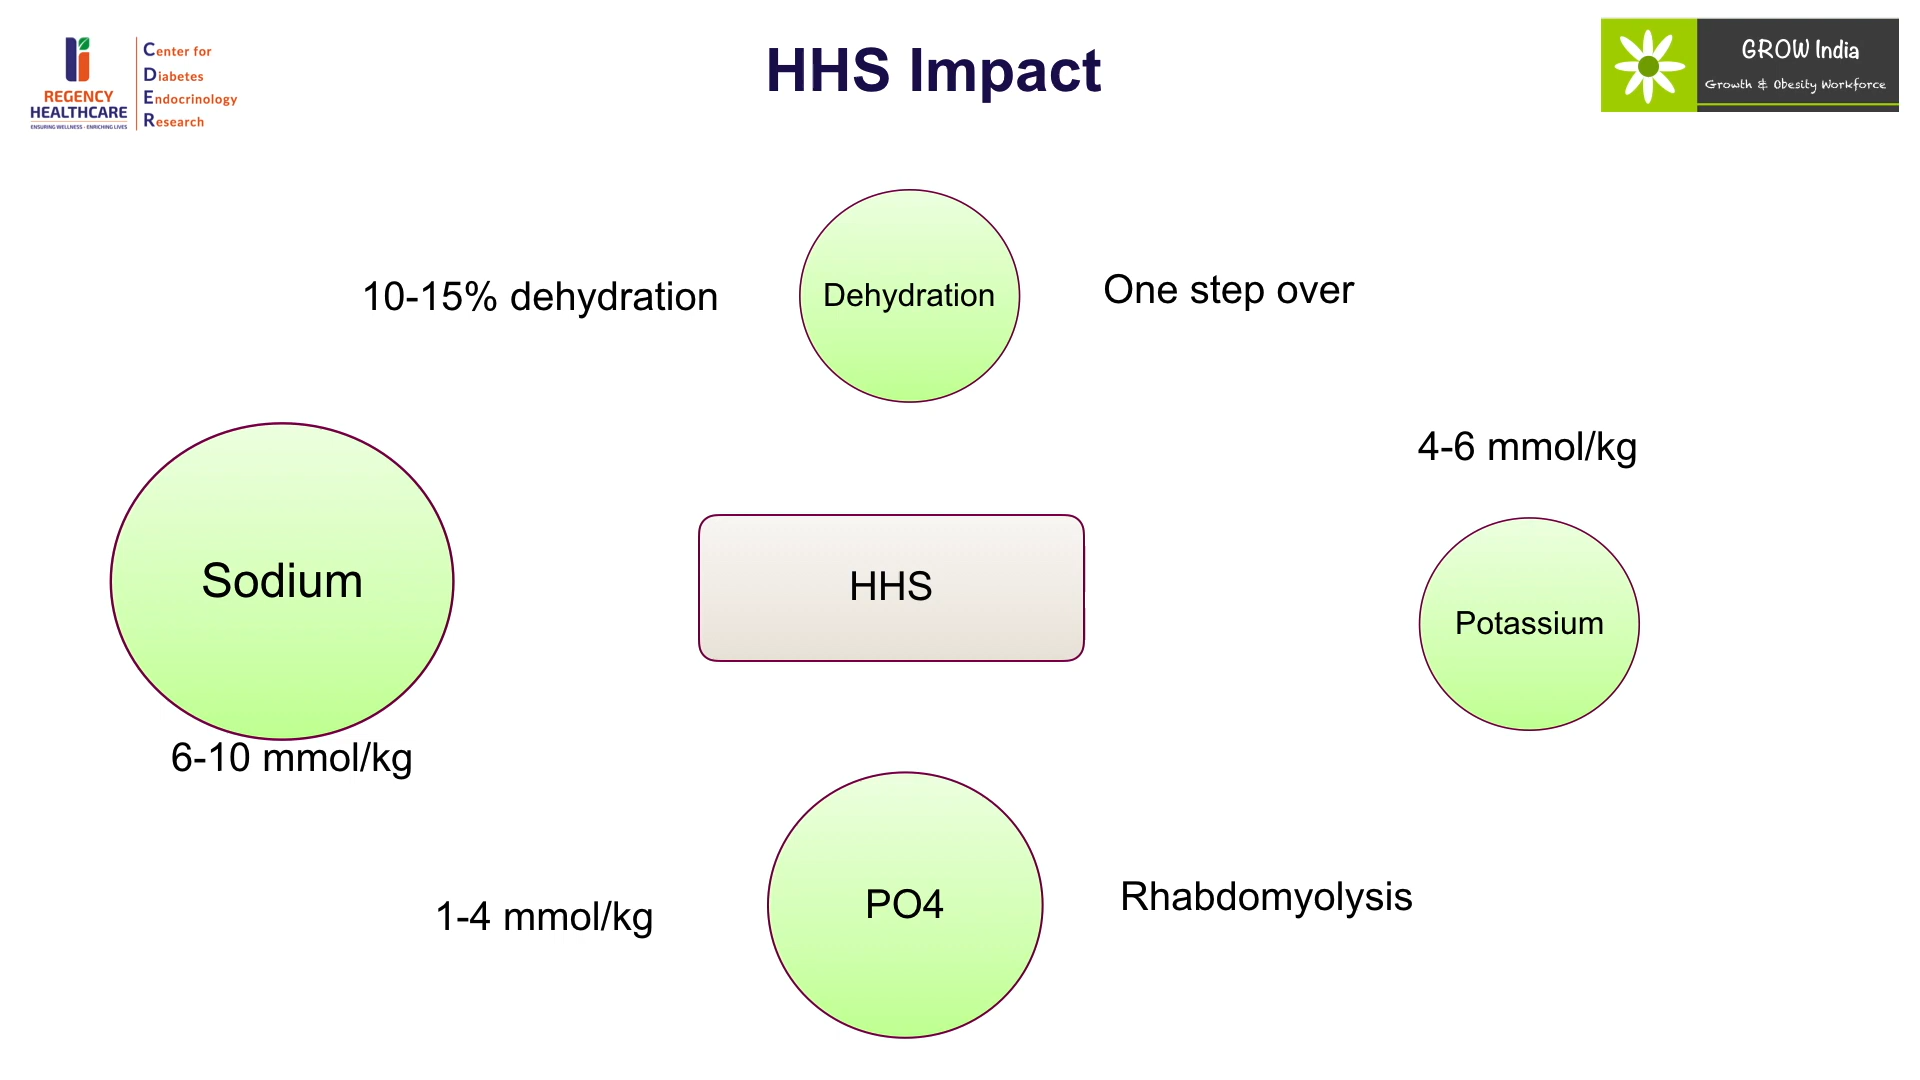 REGENCY
HEALTHCARE
ENSURING WELLNESS - ENRICHING LIVES
Center for
Diabetes
Endocrinology
Research
HHS Impact
GROW India
Growth & Obesity Workforce
10-15% dehydration
Dehydration
One step over
4-6 mmol/kg
Sodium
HHS
Potassium
6-10 mmol/kg
1-4 mmol/kg
PO4
Rhabdomyolysis